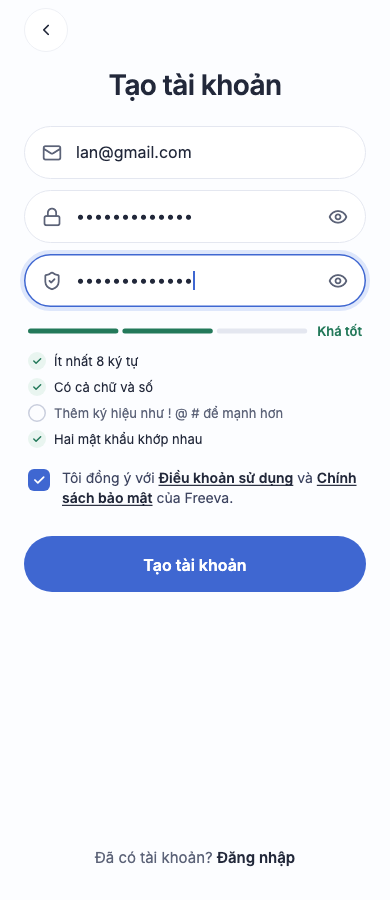 Tạo tài khoản
lan@gmail.com
•••••••••••••
•••••••••••••
Khá tốt
Ít nhất 8 ký tự
Có cả chữ và số
Thêm ký hiệu như ! @ # để mạnh hơn
Hai mật khẩu khớp nhau
Tôi đồng ý với Điều khoản sử dụng và Chính
sách bảo mật của Freeva.
Tạo tài khoản
Đã có tài khoản? Đăng nhập